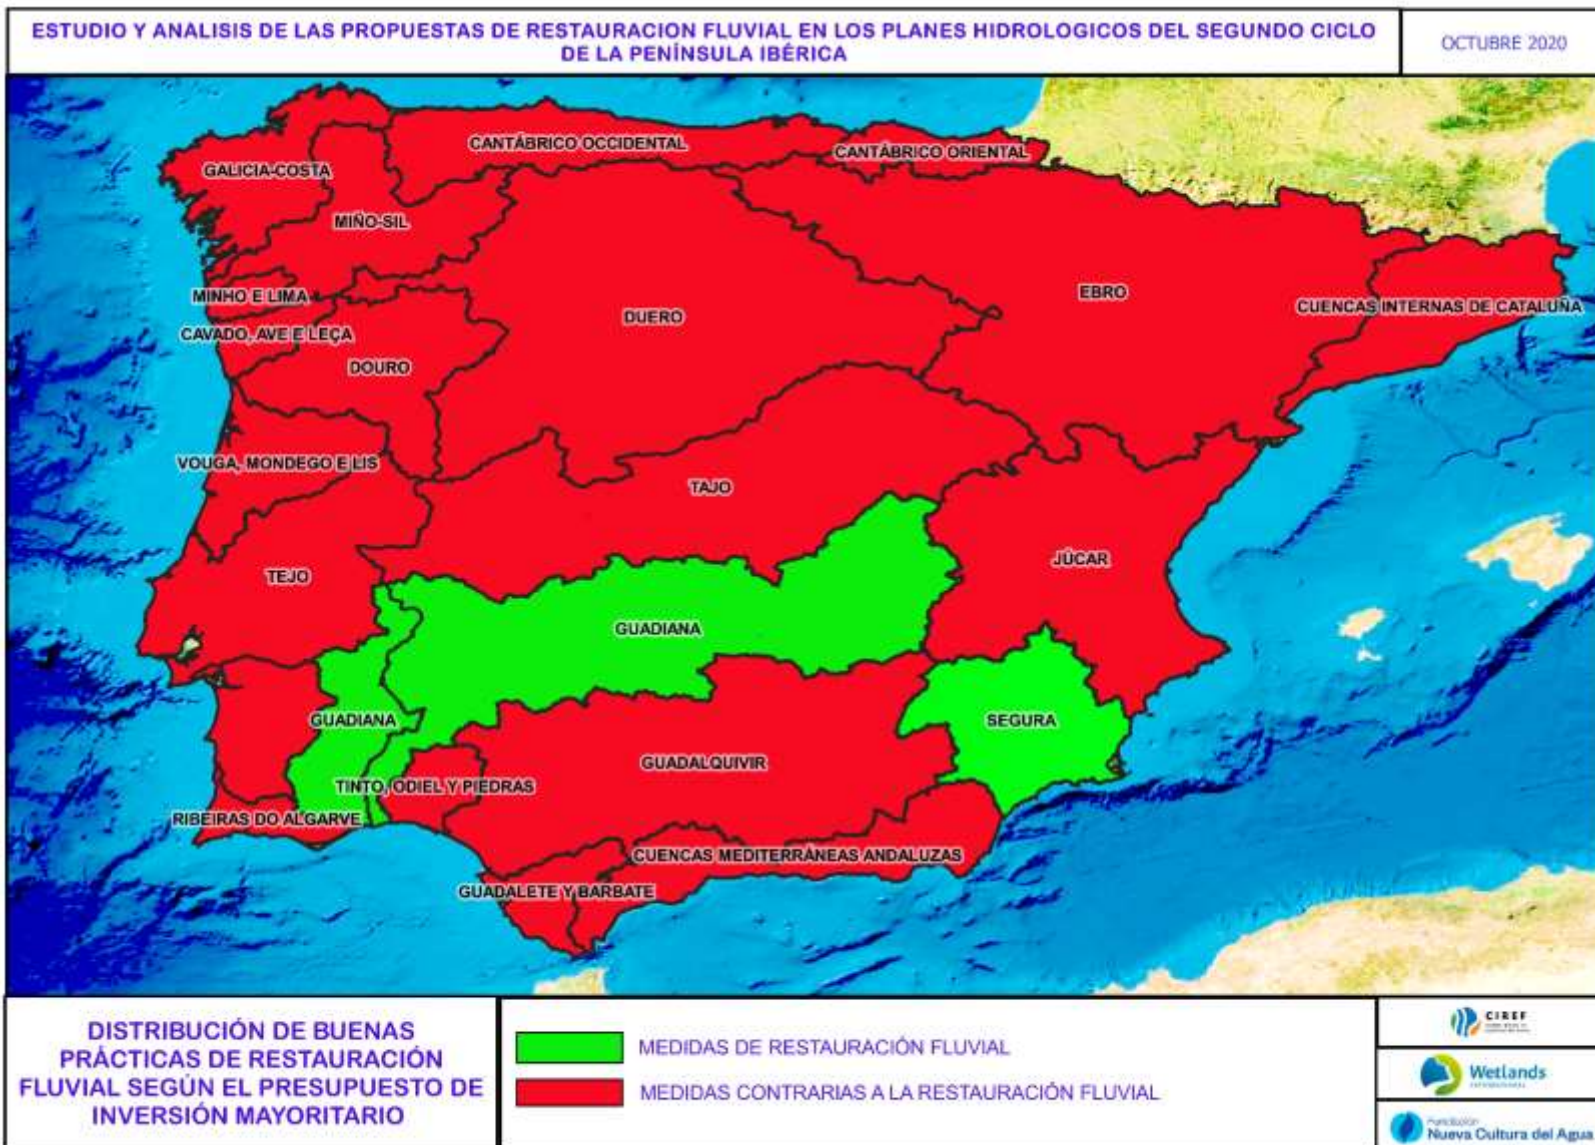 ESTUDIO Y ANALISIS DE LAS PROPUESTAS DE RESTAURACION FLUVIAL EN LOS PLANES HIDROLOGICOS DEL SEGUNDO CICLO
DE LA PENÍNSULA IBÉRICA
OCTUBRE 2020
CANTÁBRICO OCCIDENTAL
CANTÁBRICO ORIENTAL
GALICIA-COSTA
MIÑO-SIL
MINHO E LIMA
EBRO
CUENCAS INTERNAS DE CATALUÑA
DUERO
CAVADO, AVE E LEÇA
DOURO
VOUGA, MONDEGO E LIS
TAJO
JÚCAR
TEJO
GUADIANA
GUADIANA
SEGURA
GUADALQUIVIR
TINTO, ODIEL Y PIEDRAS
RIBEIRAS DO ALGARVE
CUENCAS MEDITERRÁNEAS ANDALUZAS
GUADALETE Y BARBATE
DISTRIBUCIÓN DE BUENAS
PRÁCTICAS DE RESTAURACIÓN
FLUVIAL SEGÚN EL PRESUPUESTO DE
INVERSIÓN MAYORITARIO
MEDIDAS DE RESTAURACIÓN FLUVIAL
MEDIDAS CONTRARIAS A LA RESTAURACIÓN FLUVIAL
CIREF
Wetlands
INTERNATIONAL
Fundación
Nueva Cultura del Agua